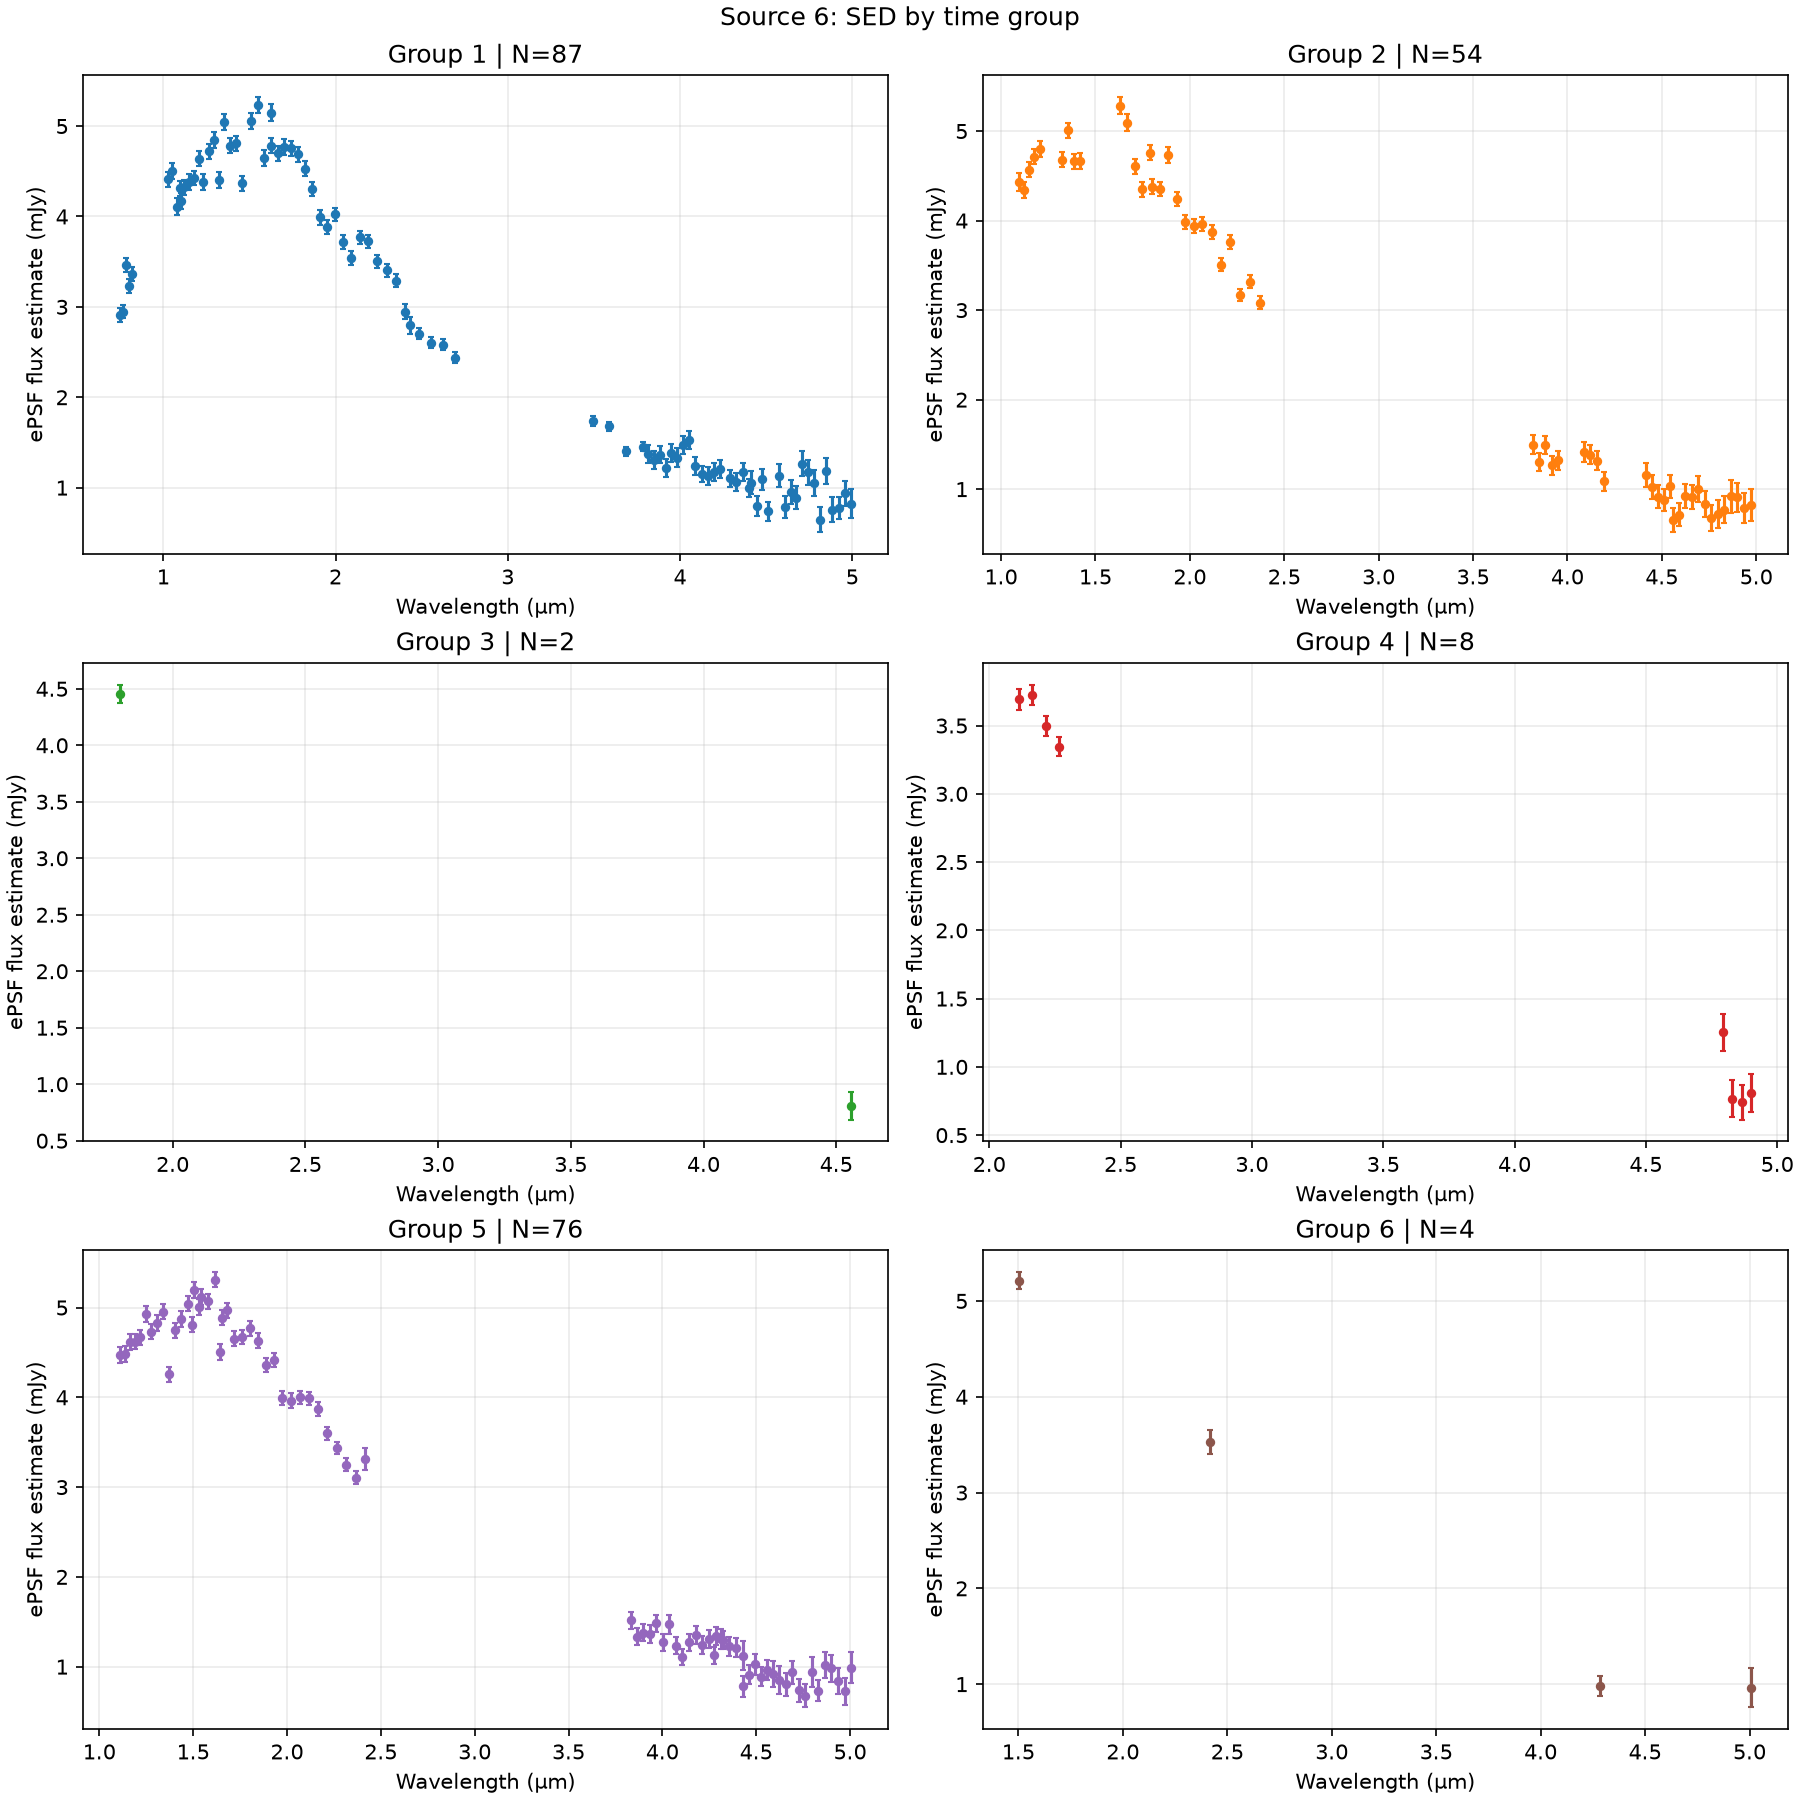 Source 6: SED by time group
Group 1 | N=87
ePSF flux estimate (mJy)
5
4
3
2
1
1 2 3 4 5
Wavelength (μm)
Group 2 | N=54
ePSF flux estimate (mJy)
5
4
3
2
1
1.0 1.5 2.0 2.5 3.0 3.5 4.0 4.5 5.0
Wavelength (μm)
Group 3 | N=2
ePSF flux estimate (mJy)
4.5
4.0
3.5
3.0
2.5
2.0
1.5
1.0
0.5
2.0 2.5 3.0 3.5 4.0 4.5
Wavelength (μm)
Group 4 | N=8
ePSF flux estimate (mJy)
3.5
3.0
2.5
2.0
1.5
1.0
0.5
2.0 2.5 3.0 3.5 4.0 4.5 5.0
Wavelength (μm)
Group 5 | N=76
ePSF flux estimate (mJy)
5
4
3
2
1
1.0 1.5 2.0 2.5 3.0 3.5 4.0 4.5 5.0
Wavelength (μm)
Group 6 | N=4
ePSF flux estimate (mJy)
5
4
3
2
1
1.5 2.0 2.5 3.0 3.5 4.0 4.5 5.0
Wavelength (μm)